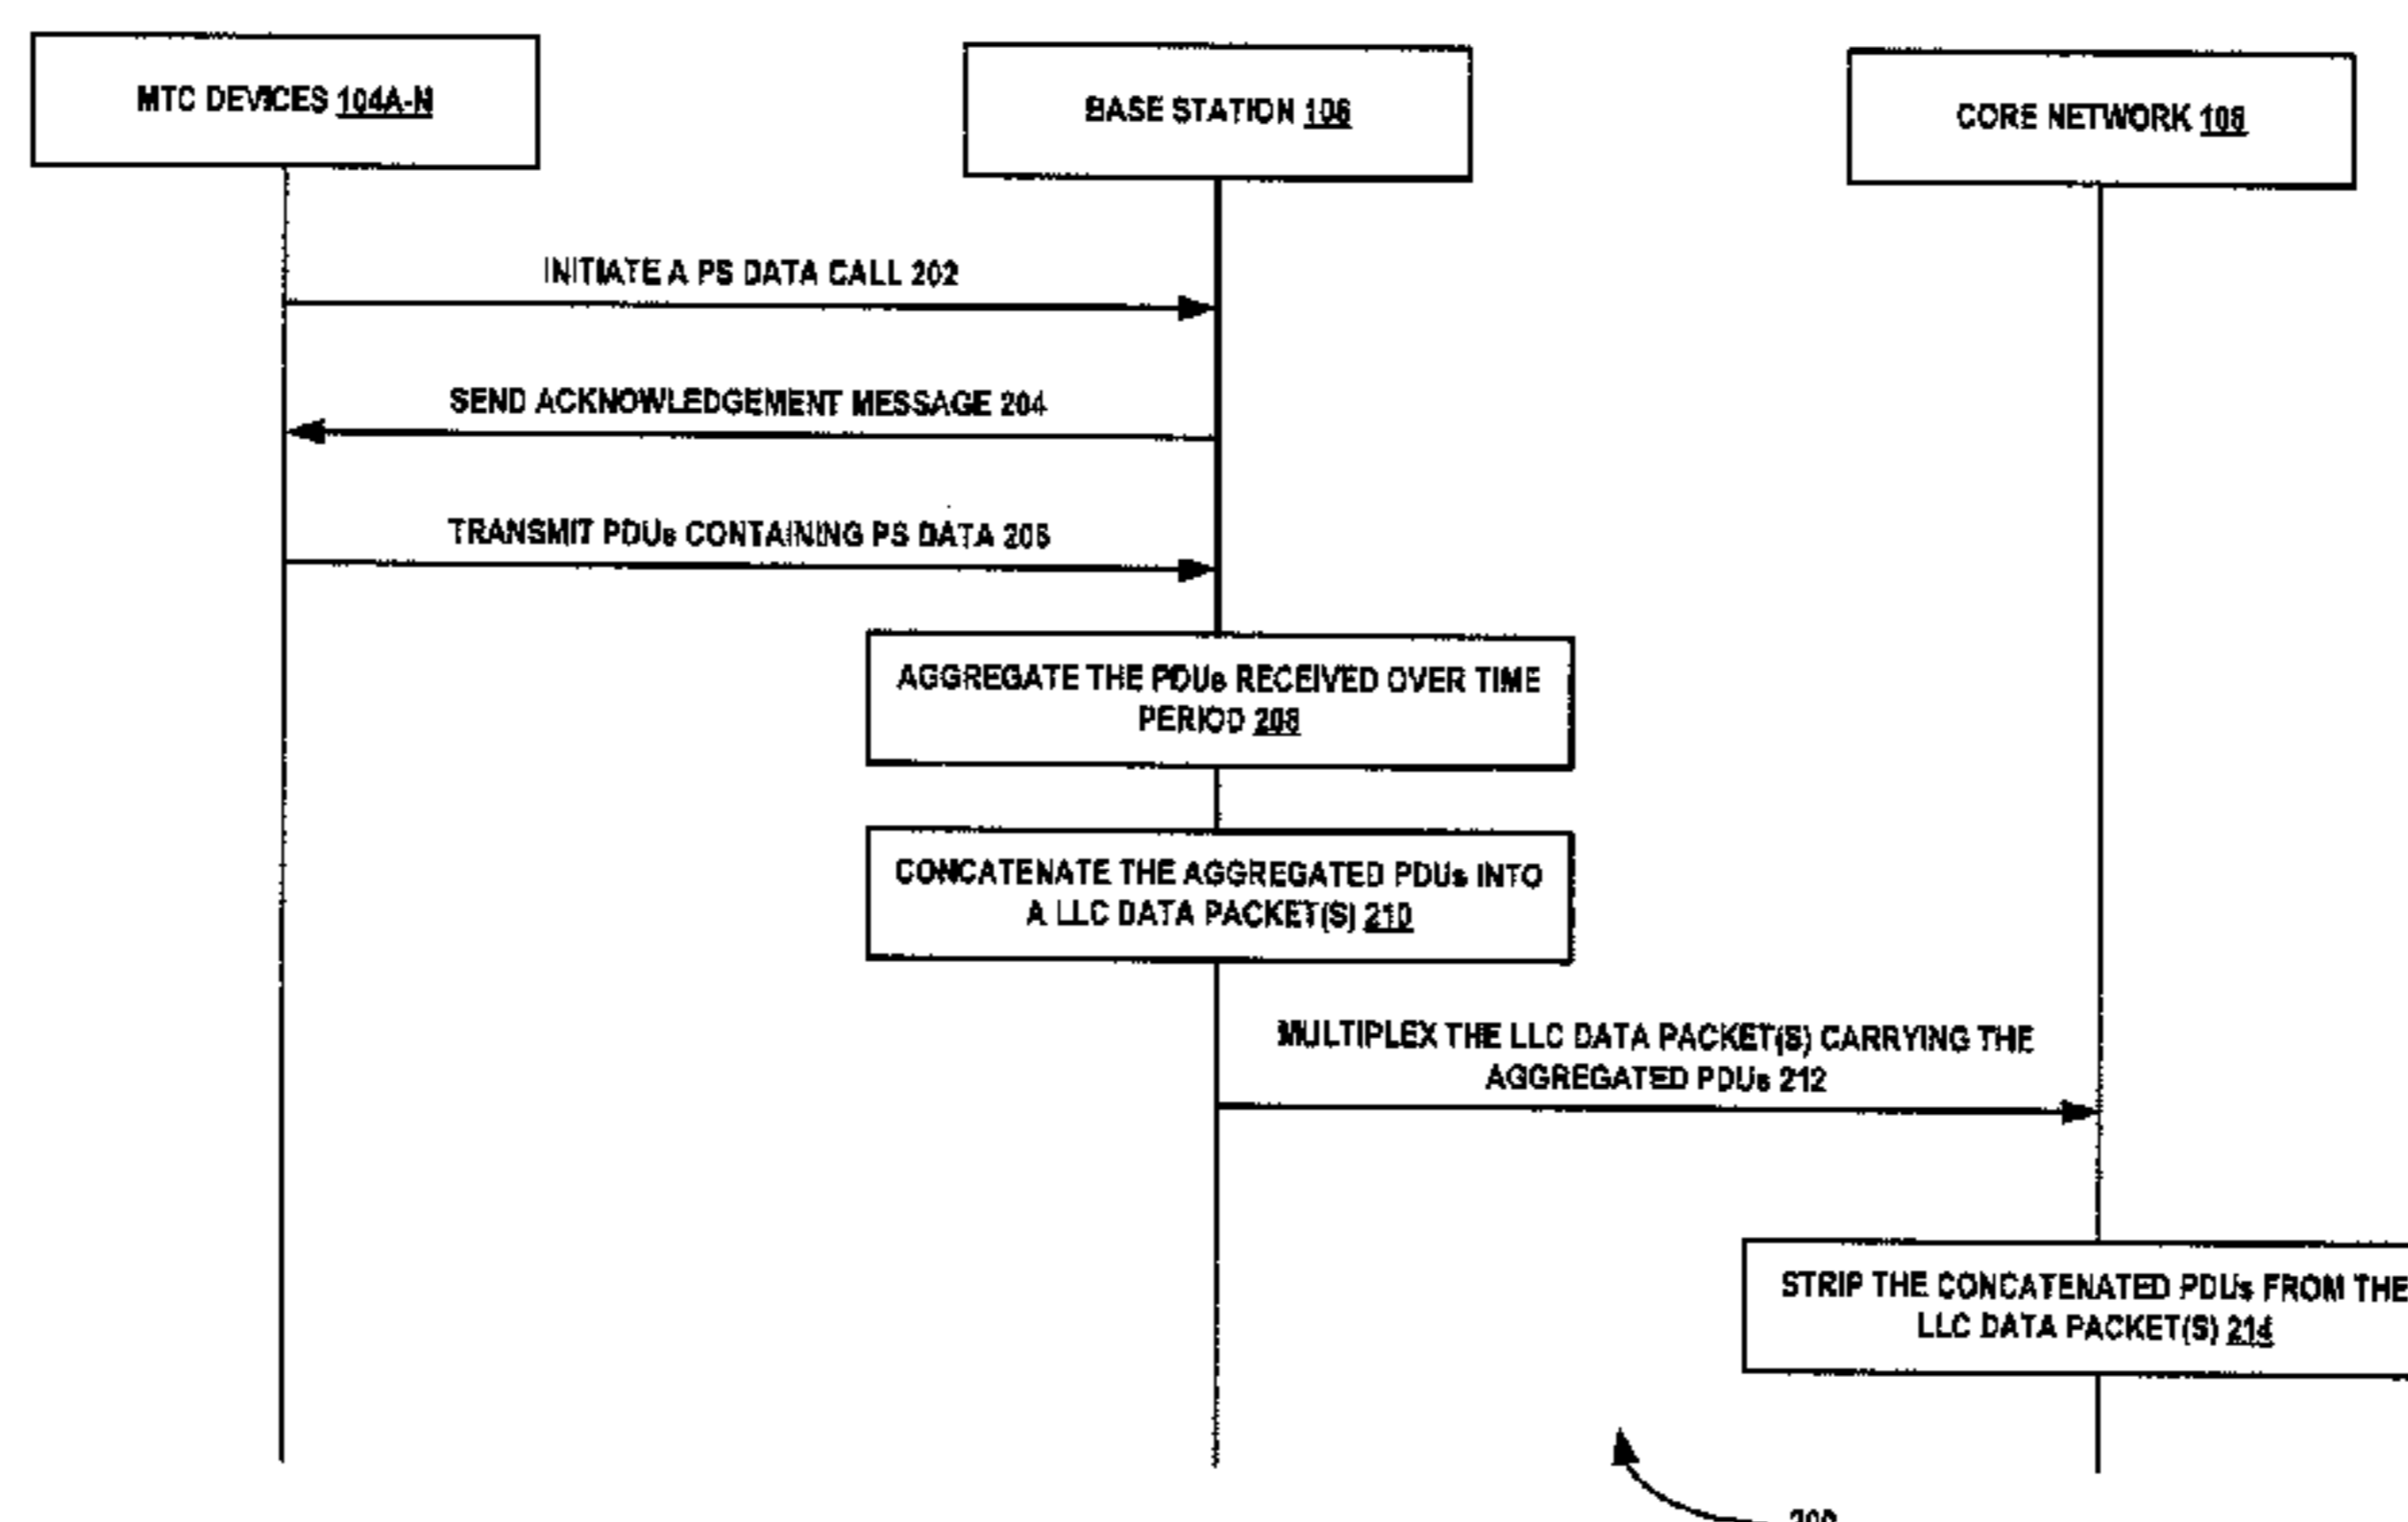 MTC DEVICES 104A-N
BASE STATION 106
CORE NETWORK 108
INITIATE A PS DATA CALL 202
SEND ACKNOWLEDGEMENT MESSAGE 204
TRANSMIT PDUs CONTAINING PS DATA 206
AGGREGATE THE PDUs RECEIVED OVER TIME
PERIOD 208
CONCATENATE THE AGGREGATED PDUs INTO
A LLC DATA PACKET(S) 210
MULTIPLEX THE LLC DATA PACKET(S) CARRYING THE
AGGREGATED PDUs 212
STRIP THE CONCATENATED PDUs FROM THE
LLC DATA PACKET(S) 214